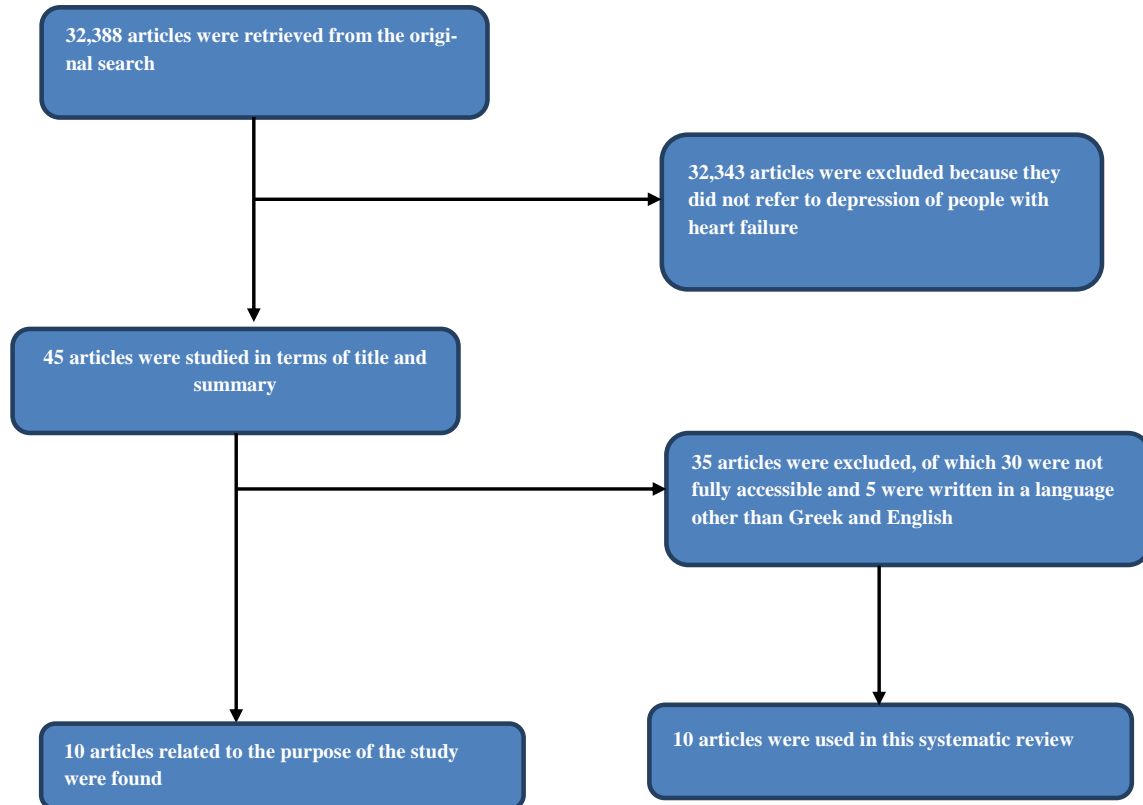 32,388 articles were retrieved from the origi-
nal search
32,343 articles were excluded because they
did not refer to depression of people with
heart failure
45 articles were studied in terms of title and
summary
35 articles were excluded, of which 30 were not
fully accessible and 5 were written in a language
other than Greek and English
10 articles related to the purpose of the study
were found
10 articles were used in this systematic review